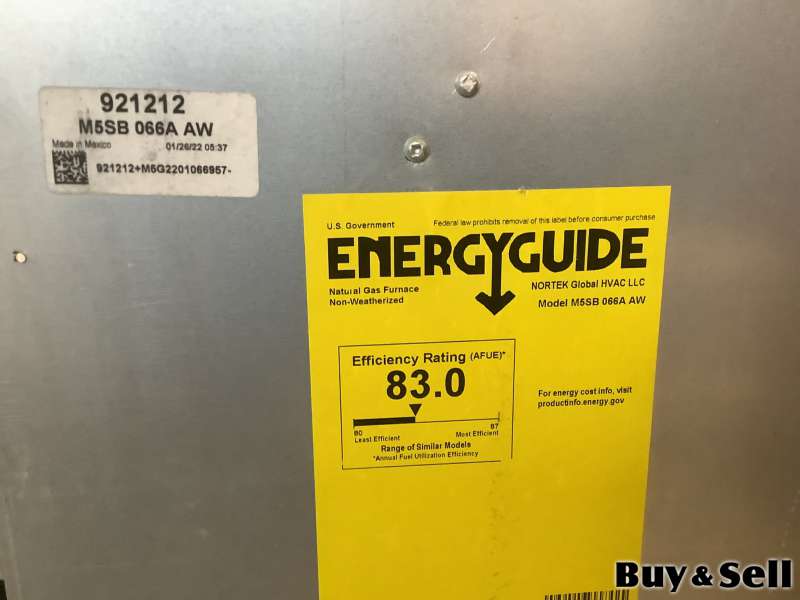 921212
M5SB 066A AW
Made in Mexico 01/26/22 05:37
921212+M5G2201066957-
U.S. Government Federal law prohibits removal of this label before consumer purchase
ENERGYGUIDE
Natural Gas Furnace
Non-Weatherized
NORTEK Global HVAC LLC
Model M5SB 066A AW
Efficiency Rating (AFUE)*
83.0
80 97
Least Efficient Most Efficient
Range of Similar Models
*Annual Fuel Utilization Efficiency
For energy cost info, visit
productinfo.energy.gov
Buy & Sell